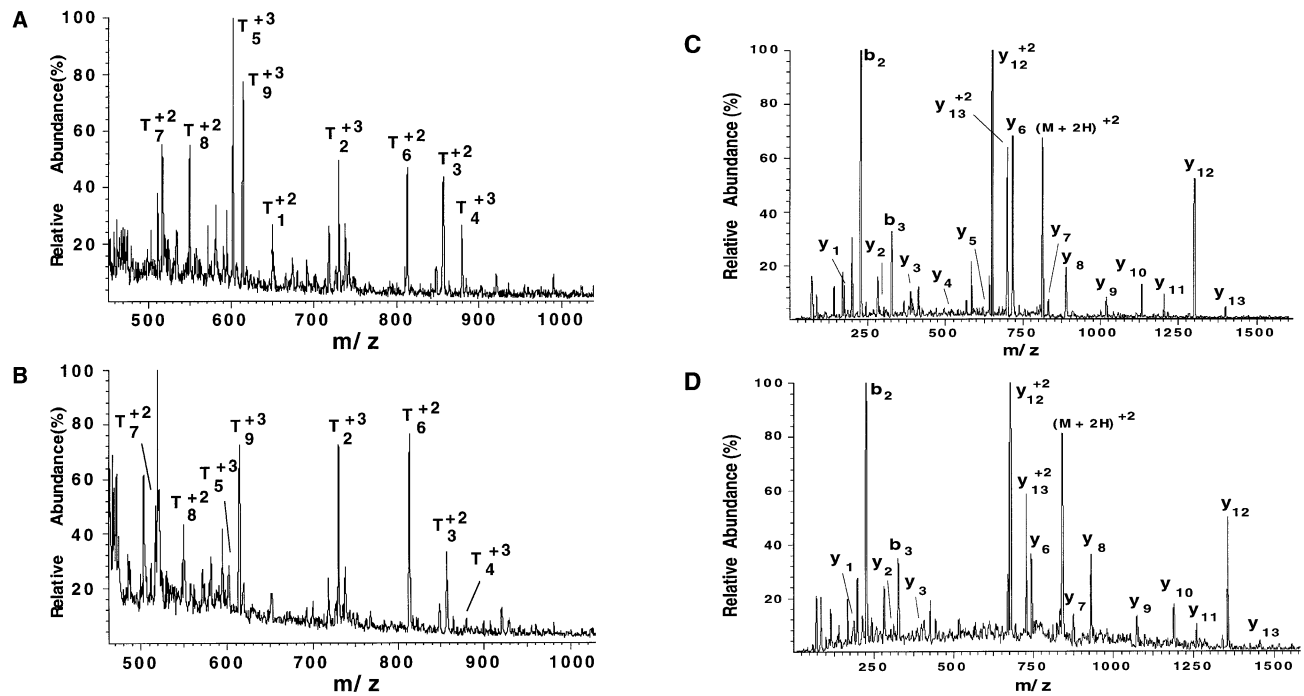 A
100
80
60
40
20
Relative Abundance(%)
T5+3
T9+3
T7+2
T8+2
T1+2
T2+3
T6+2
T3+2
T4+3
500 600 700 800 900 1000
m/z
B
100
80
60
40
20
Relative Abundance(%)
T7+2
T8+2
T5+3
T9+3
T2+3
T6+2
T3+2
T4+3
500 600 700 800 900 1000
m/z
C
100
80
60
40
20
Relative Abundance (%)
b2
y12+2
y13+2
y6
(M + 2H)+2
y12
y1
y2
b3
y3
y4
y5
y7
y8
y9
y10
y11
y13
250 500 750 1000 1250 1500
m/z
D
100
80
60
40
20
Relative Abundance (%)
b2
y12+2
(M + 2H)+2
y13+2
y6
y8
y12
y1
y2
b3
y3
y7
y9
y10
y11
y13
250 500 750 1000 1250 1500
m/z